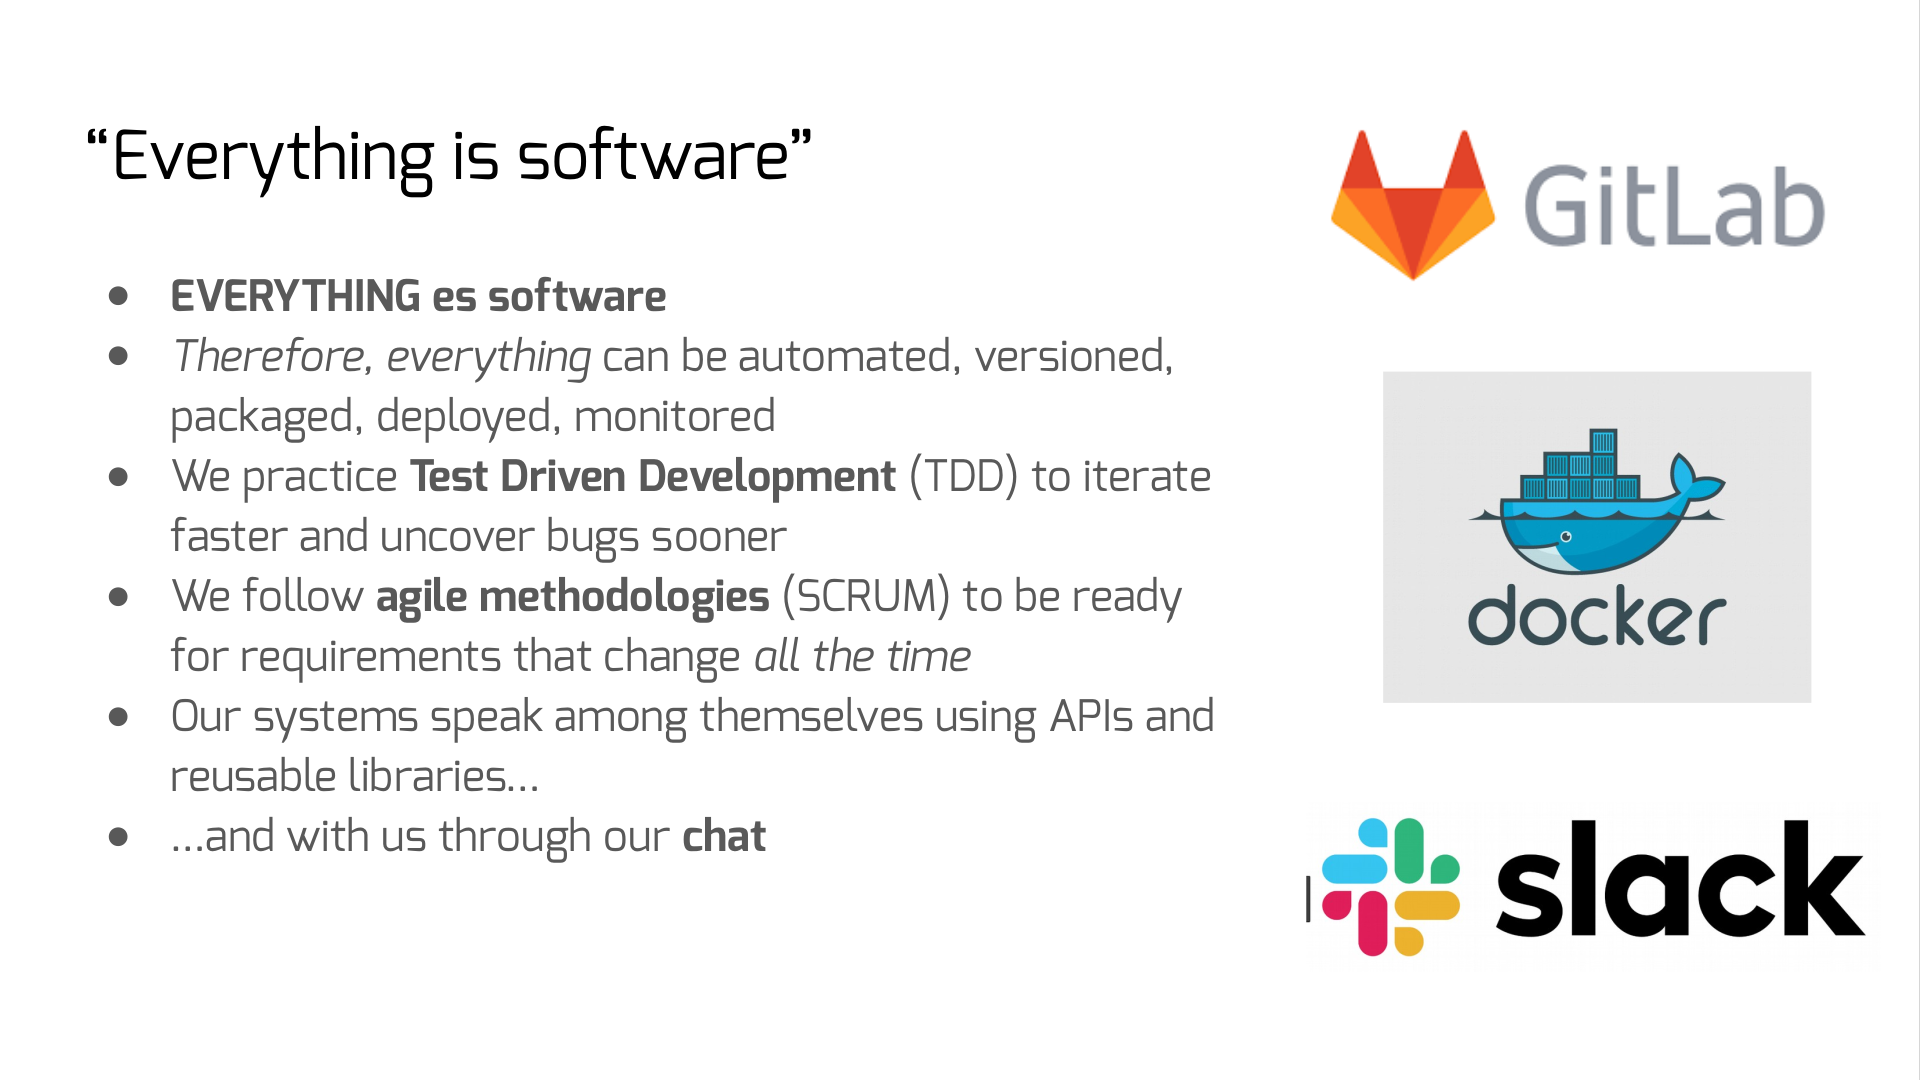 “Everything is software”
● EVERYTHING es software
● Therefore, everything can be automated, versioned,
packaged, deployed, monitored
● We practice Test Driven Development (TDD) to iterate
faster and uncover bugs sooner
● We follow agile methodologies (SCRUM) to be ready
for requirements that change all the time
● Our systems speak among themselves using APIs and
reusable libraries...
● ...and with us through our chat
GitLab
docker
slack